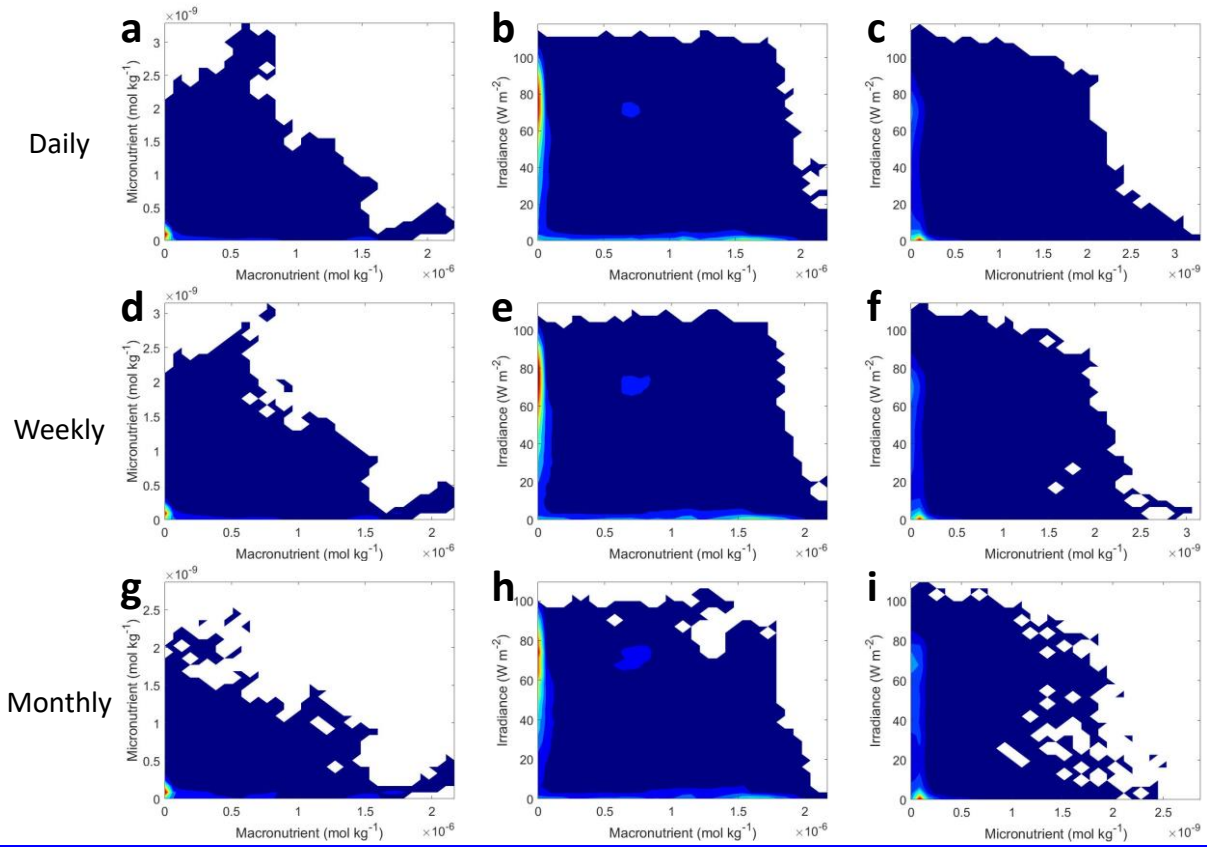 a b c
×10⁻⁹
3
2.5
2
1.5
1
0.5
0
Micronutrient (mol kg⁻¹)
0.5 1 1.5 2
×10⁻⁶
Macronutrient (mol kg⁻¹)
100
80
60
40
20
0
Irradiance (W m⁻²)
0 0.5 1 1.5 2
×10⁻⁶
Macronutrient (mol kg⁻¹)
100
80
60
40
20
0
Irradiance (W m⁻²)
0.5 1 1.5 2 2.5 3
×10⁻⁹
Micronutrient (mol kg⁻¹)
Daily
d e f
×10⁻⁹
3
2.5
2
1.5
1
0.5
0
Micronutrient (mol kg⁻¹)
0.5 1 1.5 2
×10⁻⁶
Macronutrient (mol kg⁻¹)
100
80
60
40
20
0
Irradiance (W m⁻²)
0 0.5 1 1.5 2
×10⁻⁶
Macronutrient (mol kg⁻¹)
100
80
60
40
20
0
Irradiance (W m⁻²)
0.5 1 1.5 2 2.5 3
×10⁻⁹
Micronutrient (mol kg⁻¹)
Weekly
g h i
×10⁻⁹
2.5
2
1.5
1
0.5
0
Micronutrient (mol kg⁻¹)
0.5 1 1.5 2
×10⁻⁶
Macronutrient (mol kg⁻¹)
100
80
60
40
20
0
Irradiance (W m⁻²)
0 0.5 1 1.5 2
×10⁻⁶
Macronutrient (mol kg⁻¹)
100
80
60
40
20
0
Irradiance (W m⁻²)
0.5 1 1.5 2 2.5
×10⁻⁹
Micronutrient (mol kg⁻¹)
Monthly